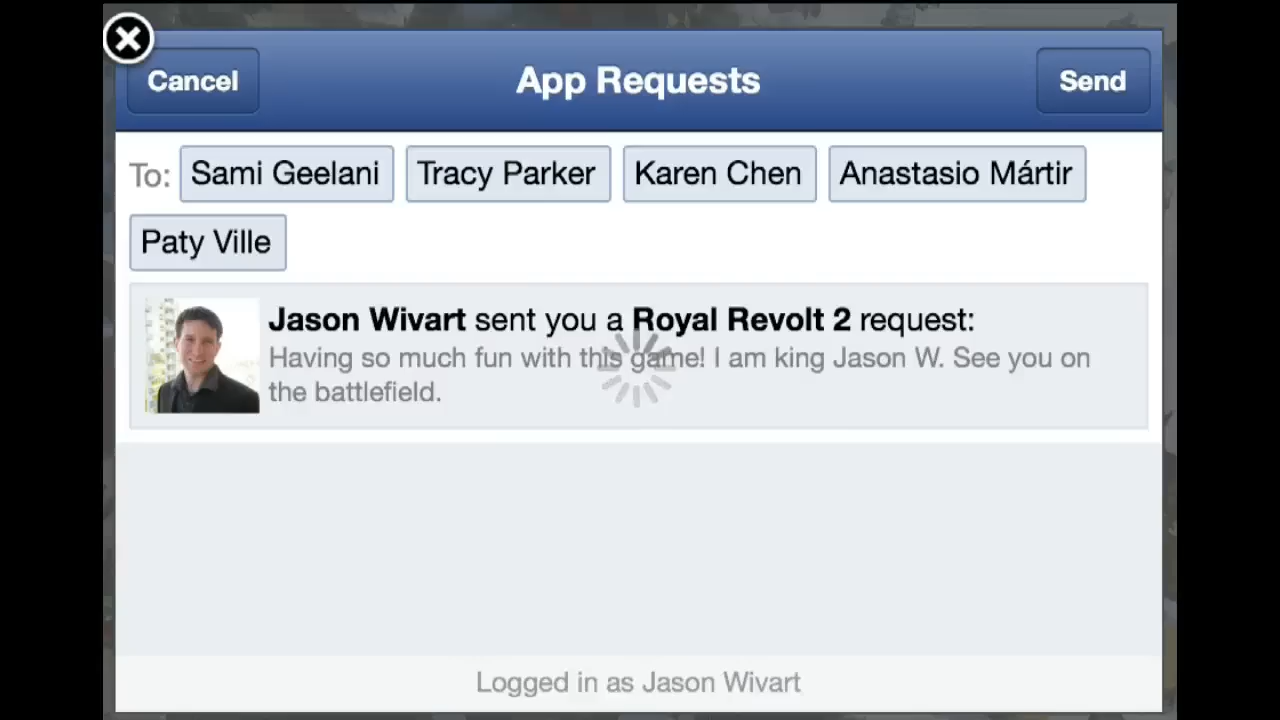 Cancel
App Requests
Send
To: Sami Geelani Tracy Parker Karen Chen Anastasio Mártir
Paty Ville
Jason Wivart sent you a Royal Revolt 2 request:
Having so much fun with this game! I am king Jason W. See you on
the battlefield.
Logged in as Jason Wivart